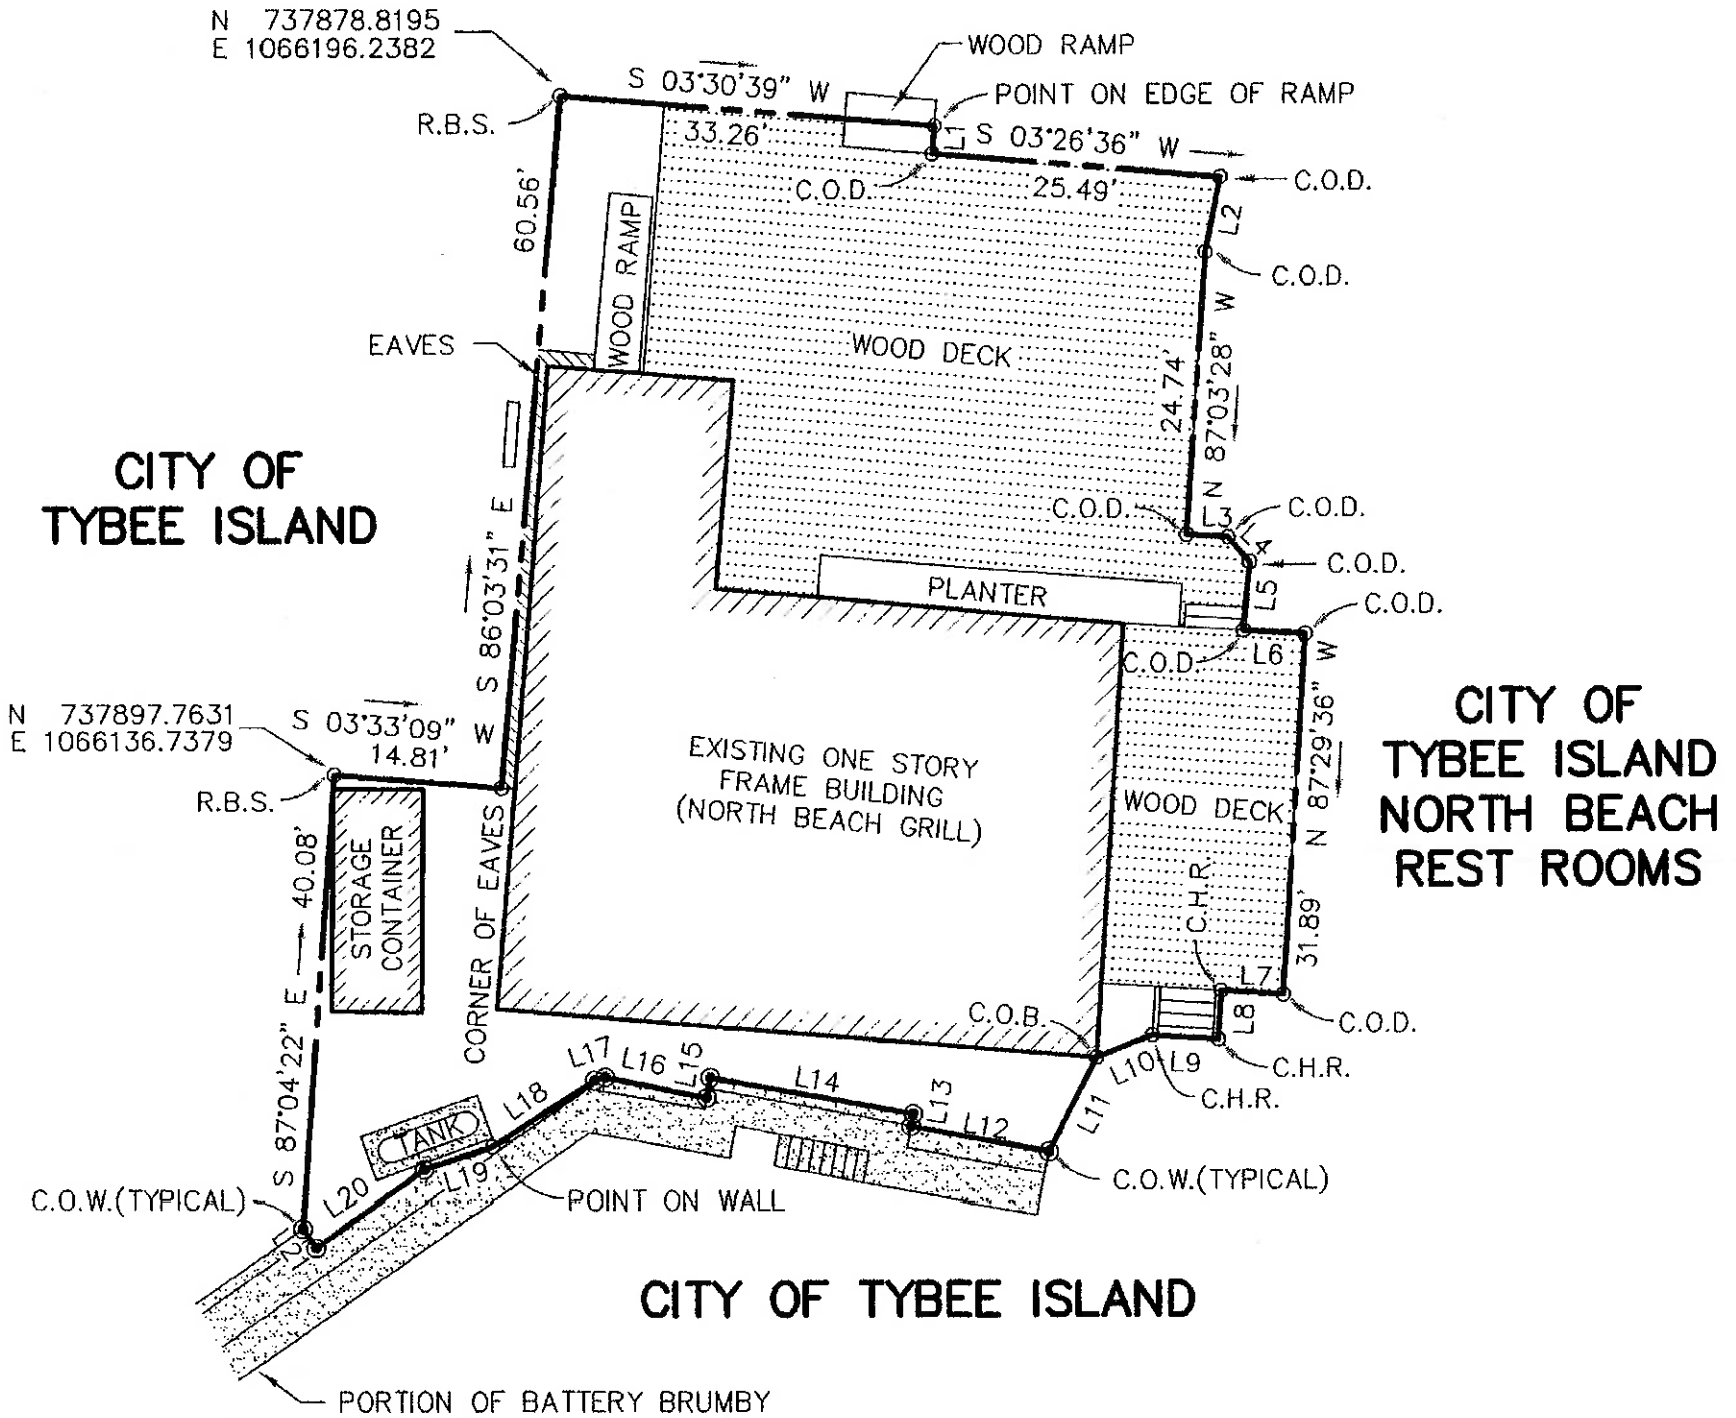 N 737878.8195
E 1066196.2382
R.B.S.
S 03°30'39" W
33.26'
WOOD RAMP
POINT ON EDGE OF RAMP
L1
S 03°26'36" W
25.49'
C.O.D.
C.O.D.
L2
C.O.D.
60.56'
WOOD RAMP
EAVES
WOOD DECK
24.74'
N 87°03'28" W
CITY OF
TYBEE ISLAND
C.O.D.
L3
C.O.D.
L4
C.O.D.
L5
C.O.D.
PLANTER
C.O.D.
L6
S 86°03'31" E
N 737897.7631
E 1066136.7379
S 03°33'09" W
14.81'
R.B.S.
EXISTING ONE STORY
FRAME BUILDING
(NORTH BEACH GRILL)
WOOD DECK
N 87°29'36" W
31.89'
CITY OF
TYBEE ISLAND
NORTH BEACH
REST ROOMS
STORAGE
CONTAINER
CORNER OF EAVES
S 87°04'22" E
40.08'
C.H.R.
L7
L8
C.O.D.
C.O.B.
L10
L9
C.H.R.
C.H.R.
L17
L16
L15
L14
L13
L12
L11
L18
TANK
L19
L20
C.O.W.(TYPICAL)
POINT ON WALL
C.O.W.(TYPICAL)
CITY OF TYBEE ISLAND
PORTION OF BATTERY BRUMBY